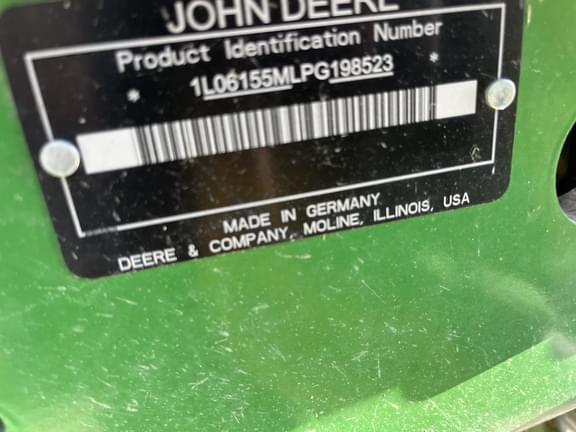 JOHN DEERE
Product Identification Number
* 1L06155MLPG198523 *
MADE IN GERMANY
DEERE & COMPANY, MOLINE, ILLINOIS, USA